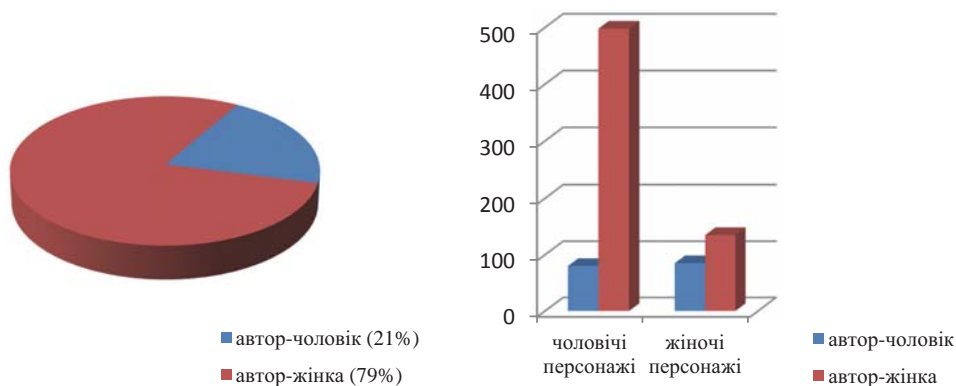 автор-чоловік (21%)
автор-жінка (79%)
500
400
300
200
100
0
чоловічі персонажі
жіночі персонажі
автор-чоловік
автор-жінка